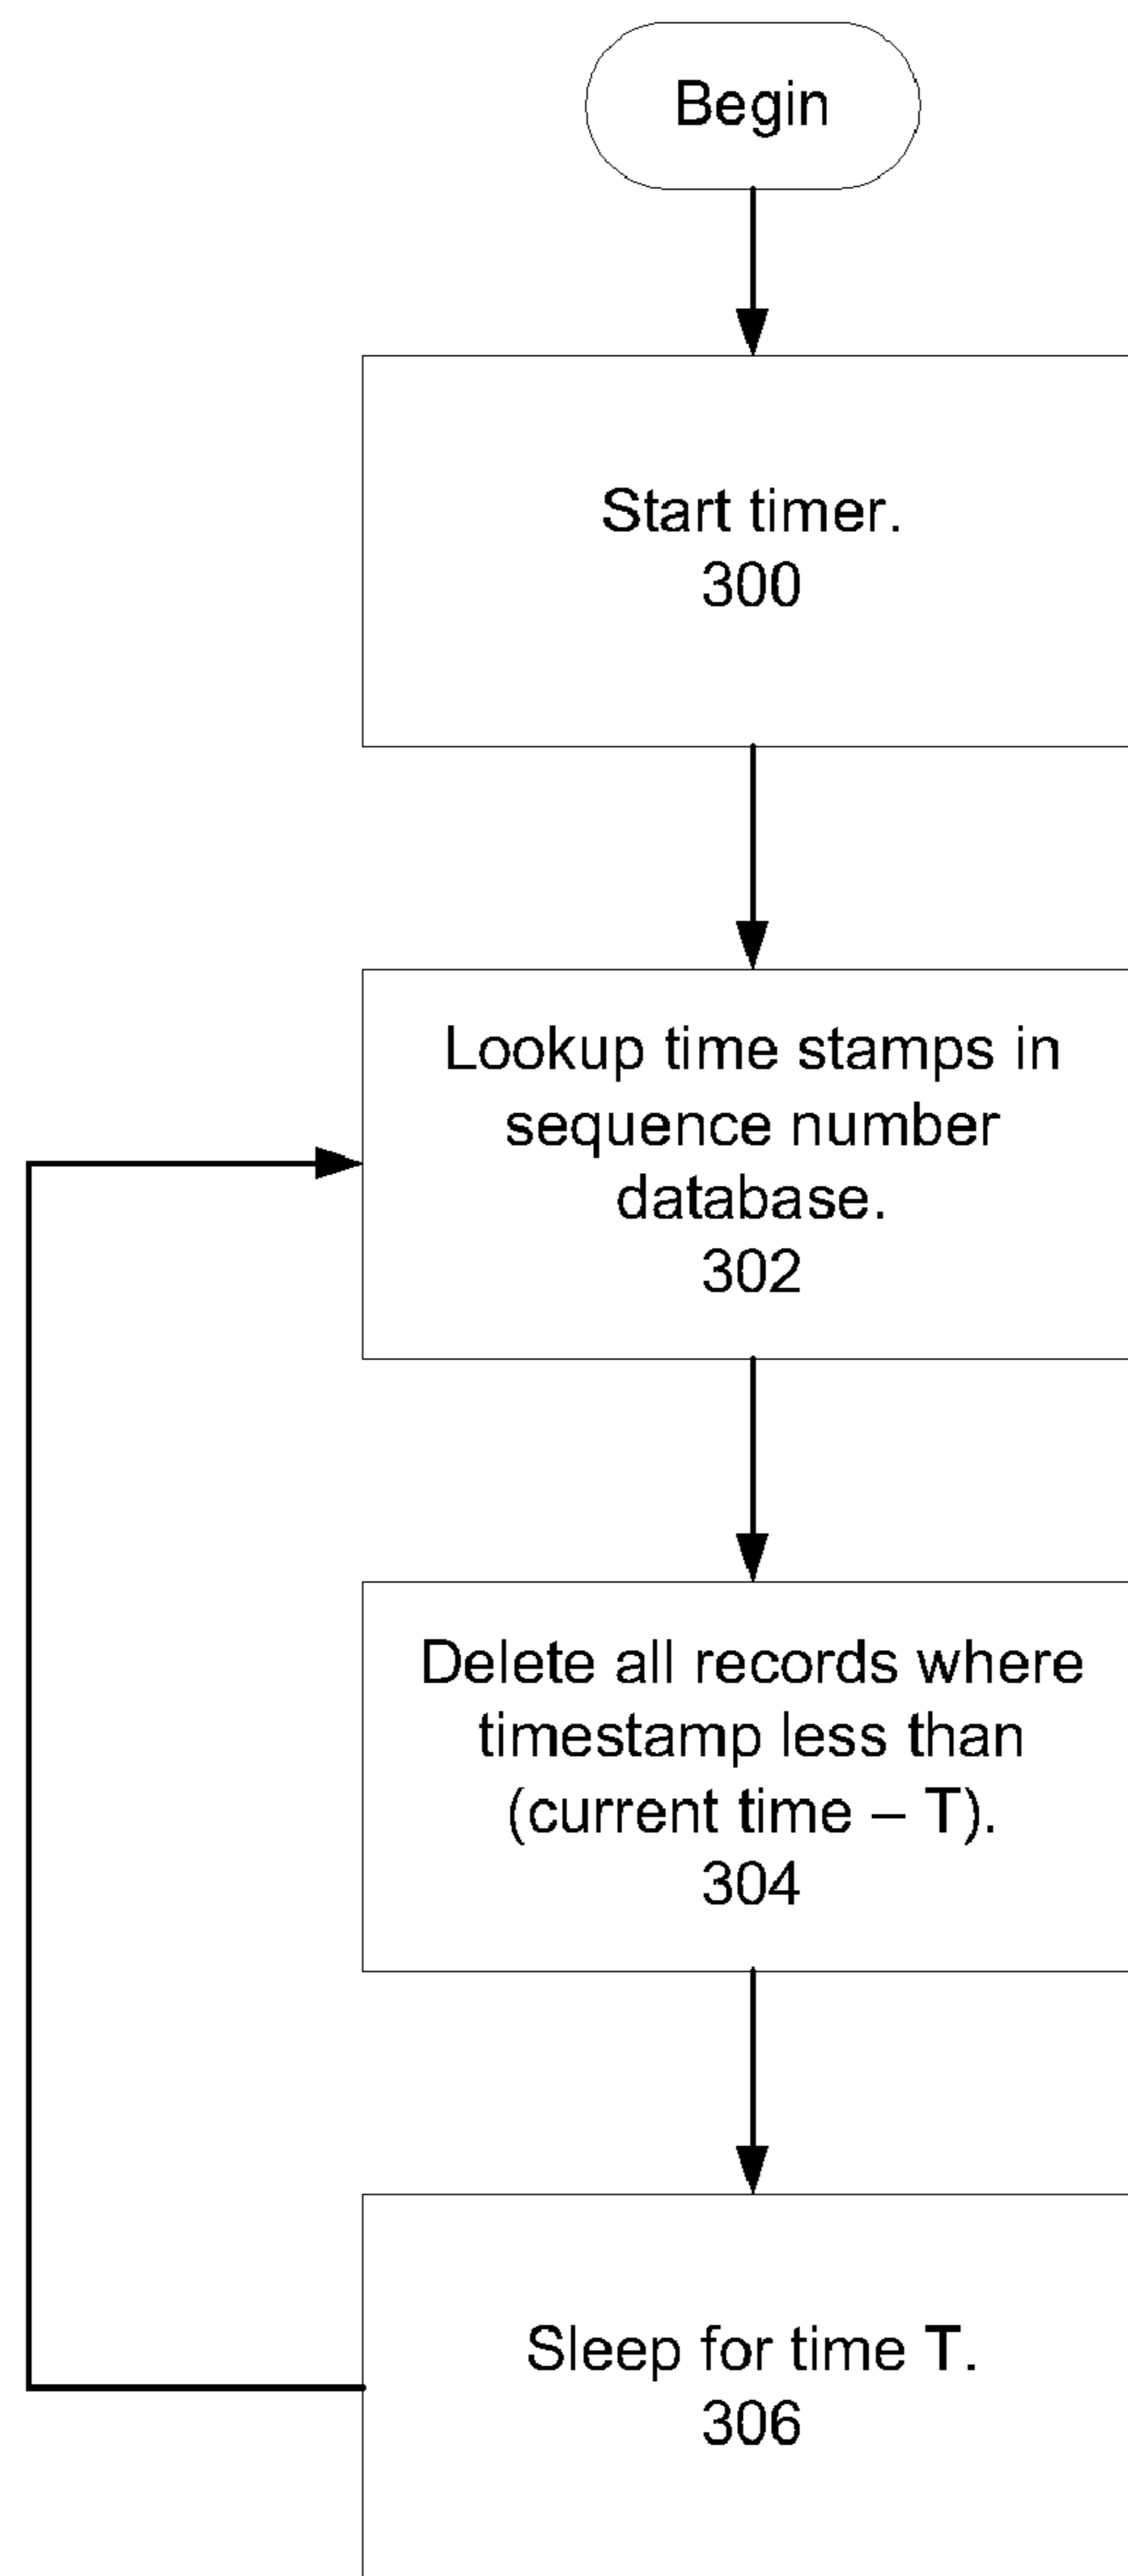 Begin
Start timer.
300
Lookup time stamps in
sequence number
database.
302
Delete all records where
timestamp less than
(current time – T).
304
Sleep for time T.
306